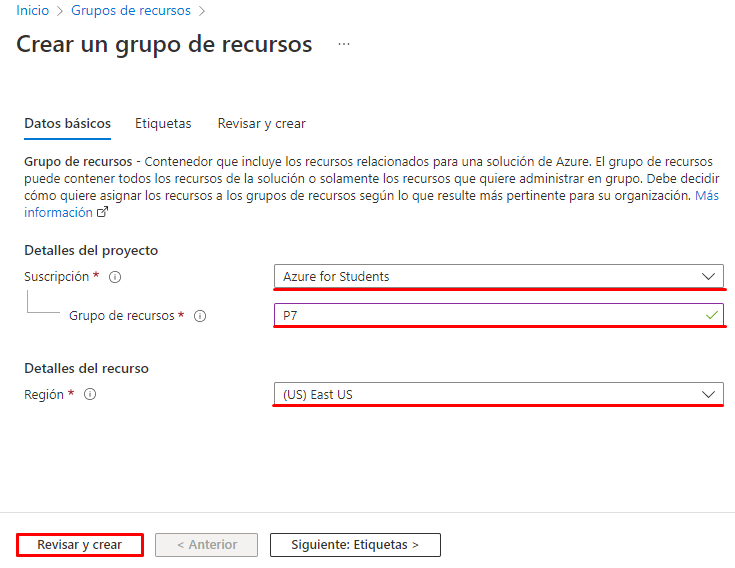 Inicio > Grupos de recursos >
Crear un grupo de recursos ...
Datos básicos Etiquetas Revisar y crear
Grupo de recursos - Contenedor que incluye los recursos relacionados para una solución de Azure. El grupo de recursos
puede contener todos los recursos de la solución o solamente los recursos que quiere administrar en grupo. Debe decidir
cómo quiere asignar los recursos a los grupos de recursos según lo que resulte más pertinente para su organización. Más
información
Detalles del proyecto
Suscripción * Azure for Students
Grupo de recursos * P7
Detalles del recurso
Región * (US) East US
Revisar y crear < Anterior Siguiente: Etiquetas >